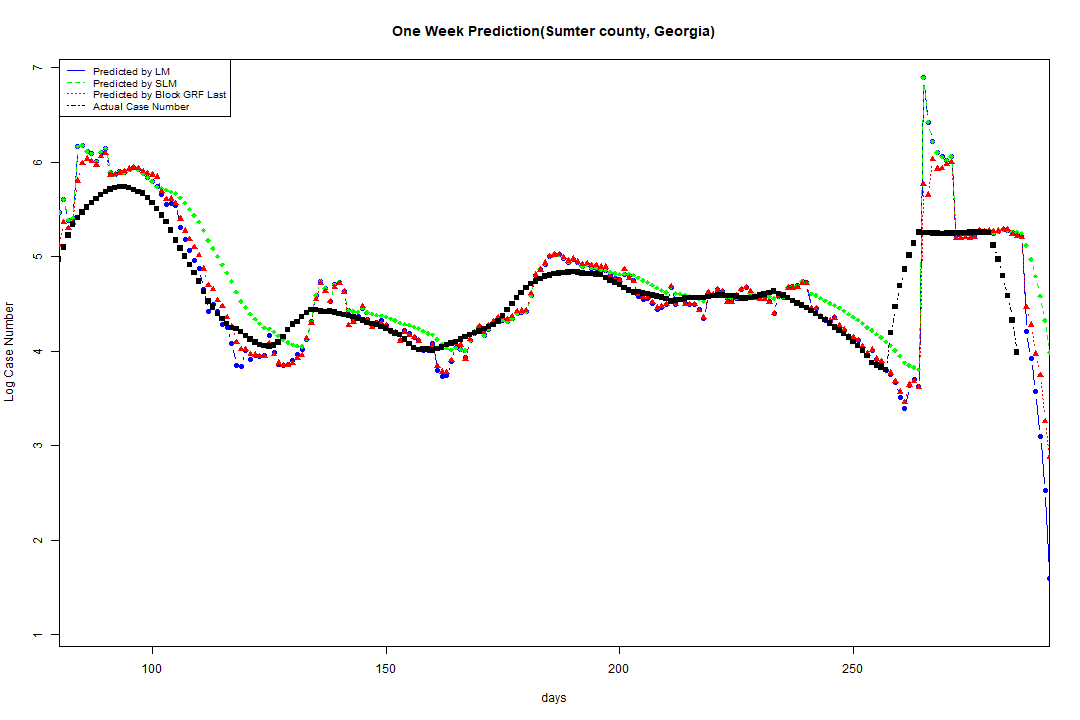 One Week Prediction(Sumter county, Georgia)
Predicted by LM
Predicted by SLM
Predicted by Block GRF Last
Actual Case Number
7
6
5
4
3
2
1
Log Case Number
100 150 200 250
days